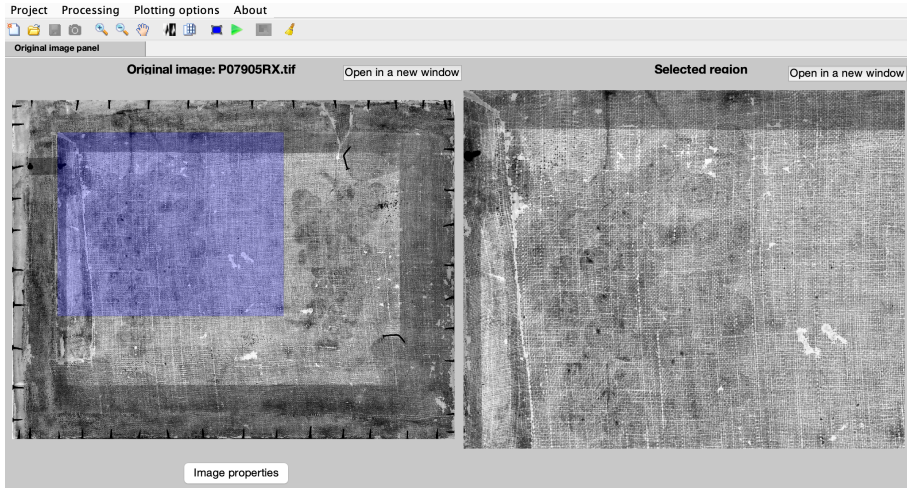 Project Processing Plotting options About
Original image panel
Original image: P07905RX.tif
Open in a new window
Selected region
Open in a new window
Image properties